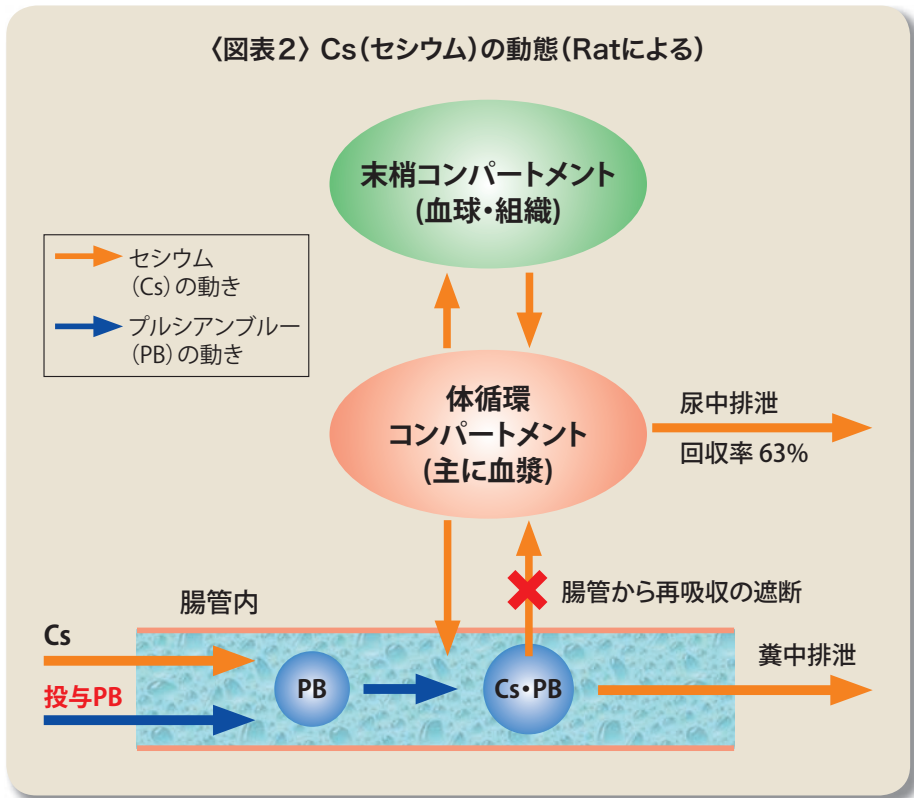 〈図表2〉 Cs(セシウム)の動態(Ratによる)
末梢コンパートメント
(血球・組織)
セシウム
(Cs)の動き
プルシアンブルー
(PB)の動き
体循環
コンパートメント
(主に血漿)
尿中排泄
回収率 63%
腸管から再吸収の遮断
腸管内
Cs
投与PB
PB
Cs・PB
糞中排泄